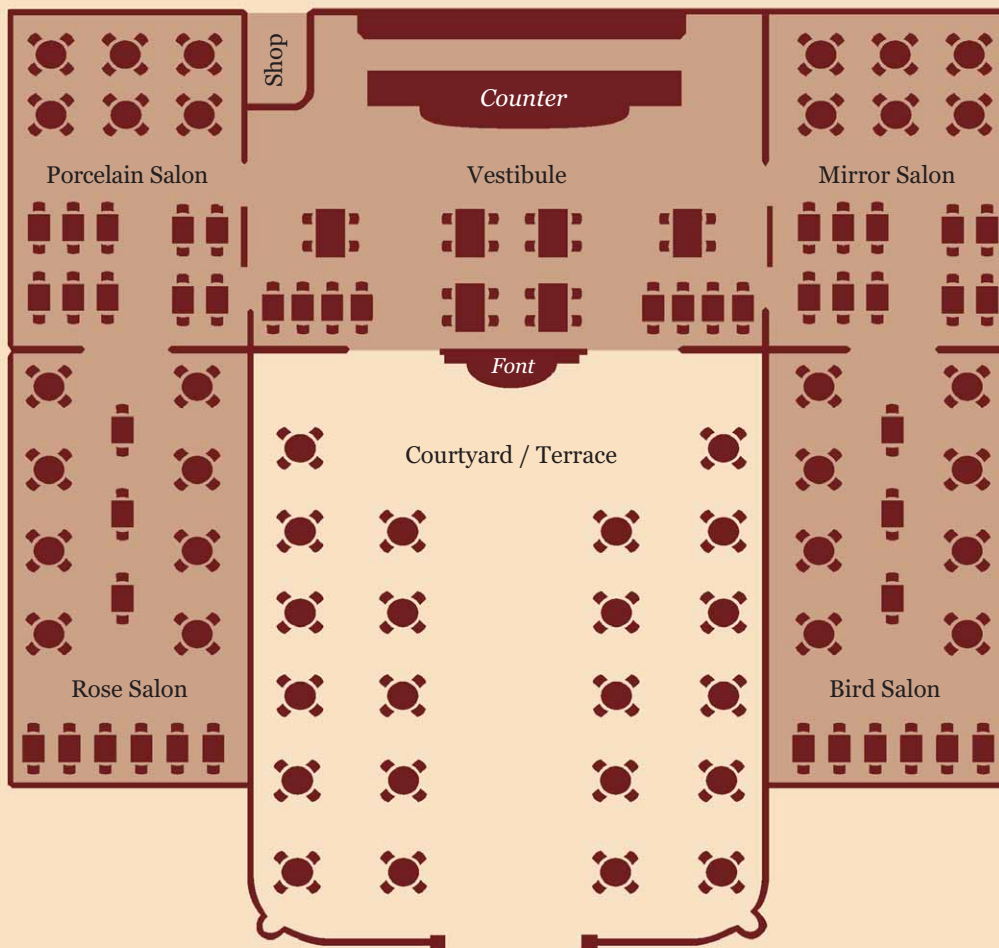 Shop
Counter
Porcelain Salon
Vestibule
Mirror Salon
Font
Courtyard / Terrace
Rose Salon
Bird Salon